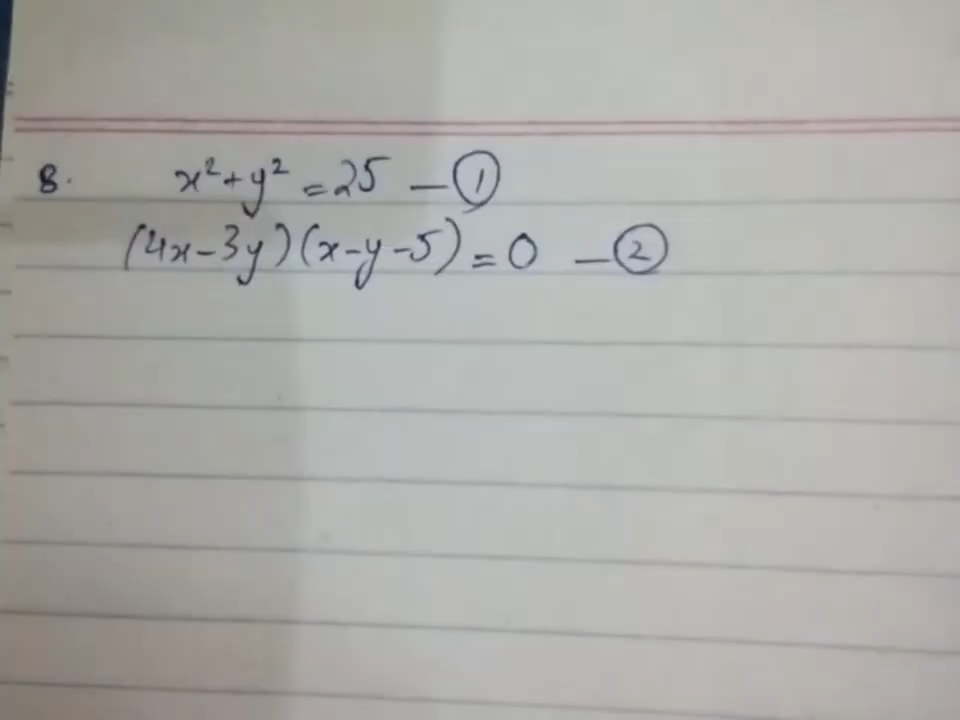 8. x² + y² = 25 — ①
(4x - 3y)(x - y - 5) = 0 — ②